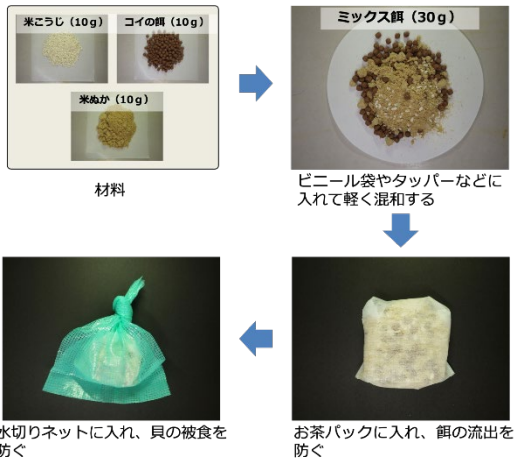 米こうじ（10ｇ）
コイの餌（10ｇ）
米ぬか（10ｇ）
材料
ミックス餌（30ｇ）
ビニール袋やタッパーなどに
入れて軽く混和する
お茶パックに入れ、餌の流出を
防ぐ
水切りネットに入れ、貝の被食を
防ぐ